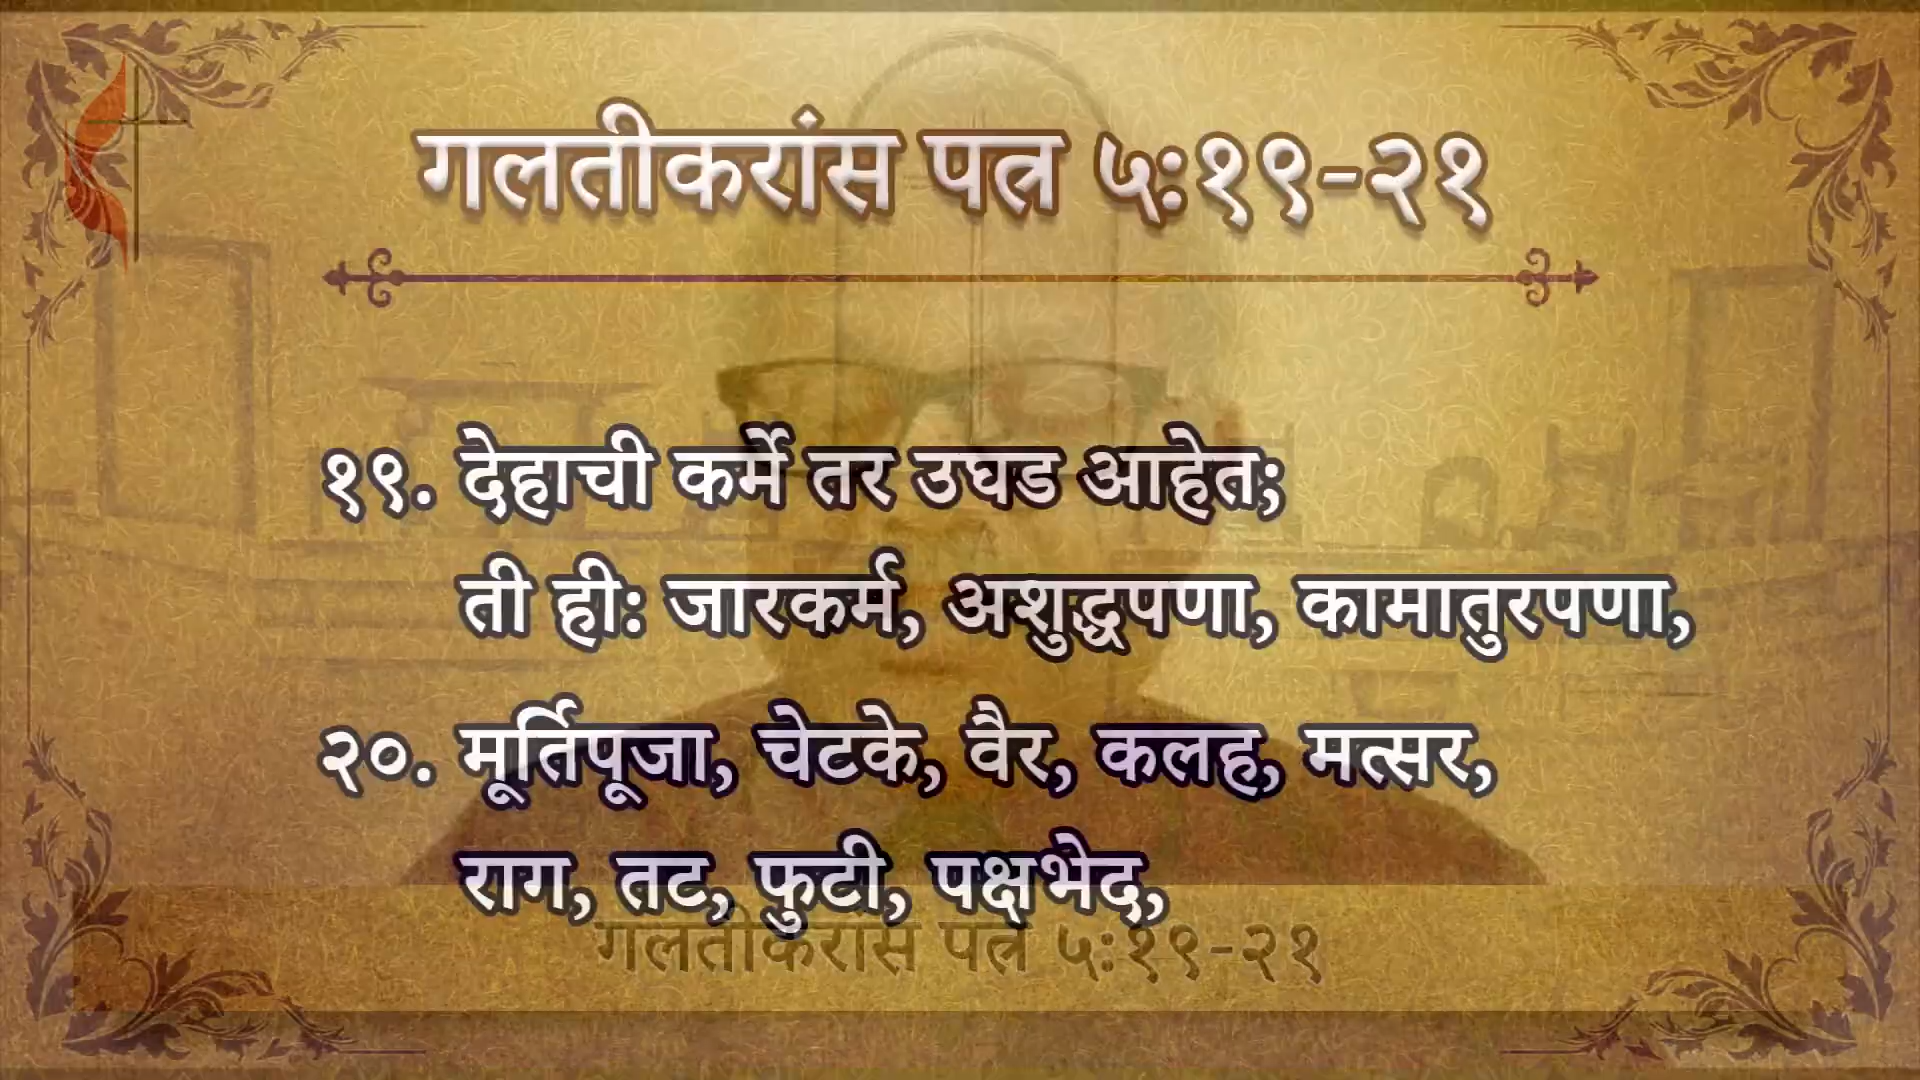 गलतीकरांस पत्र ५:१९-२१
१९. देहाची कर्मे तर उघड आहेत;
ती ही: जारकर्म, अशुद्धपणा, कामातुरपणा,
२०. मूर्तिपूजा, चेटके, वैर, कलह, मत्सर,
राग, तट, फुटी, पक्षभेद,
गलतीकरांस पत्र ५:१९-२१